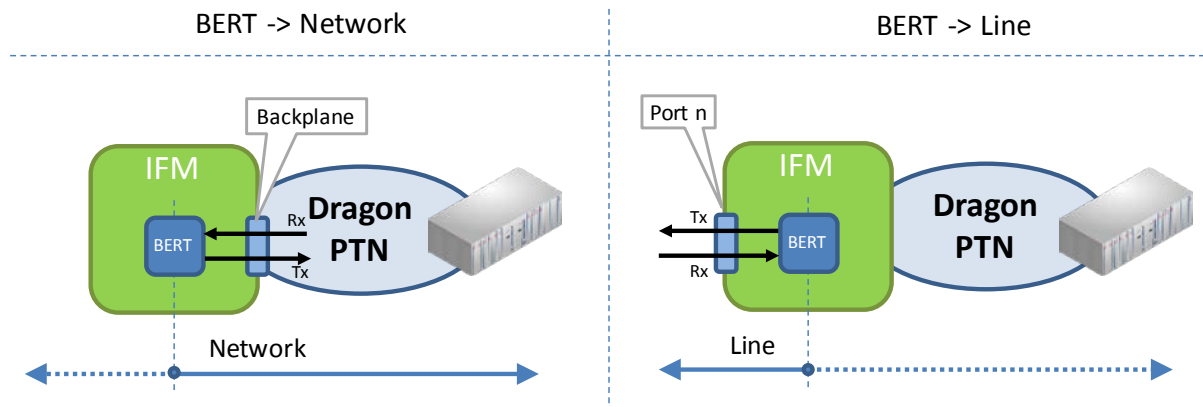 BERT -> Network
BERT -> Line
Backplane
IFM
Rx
BERT
Tx
Dragon
PTN
Network
Port n
IFM
Tx
BERT
Rx
Dragon
PTN
Line